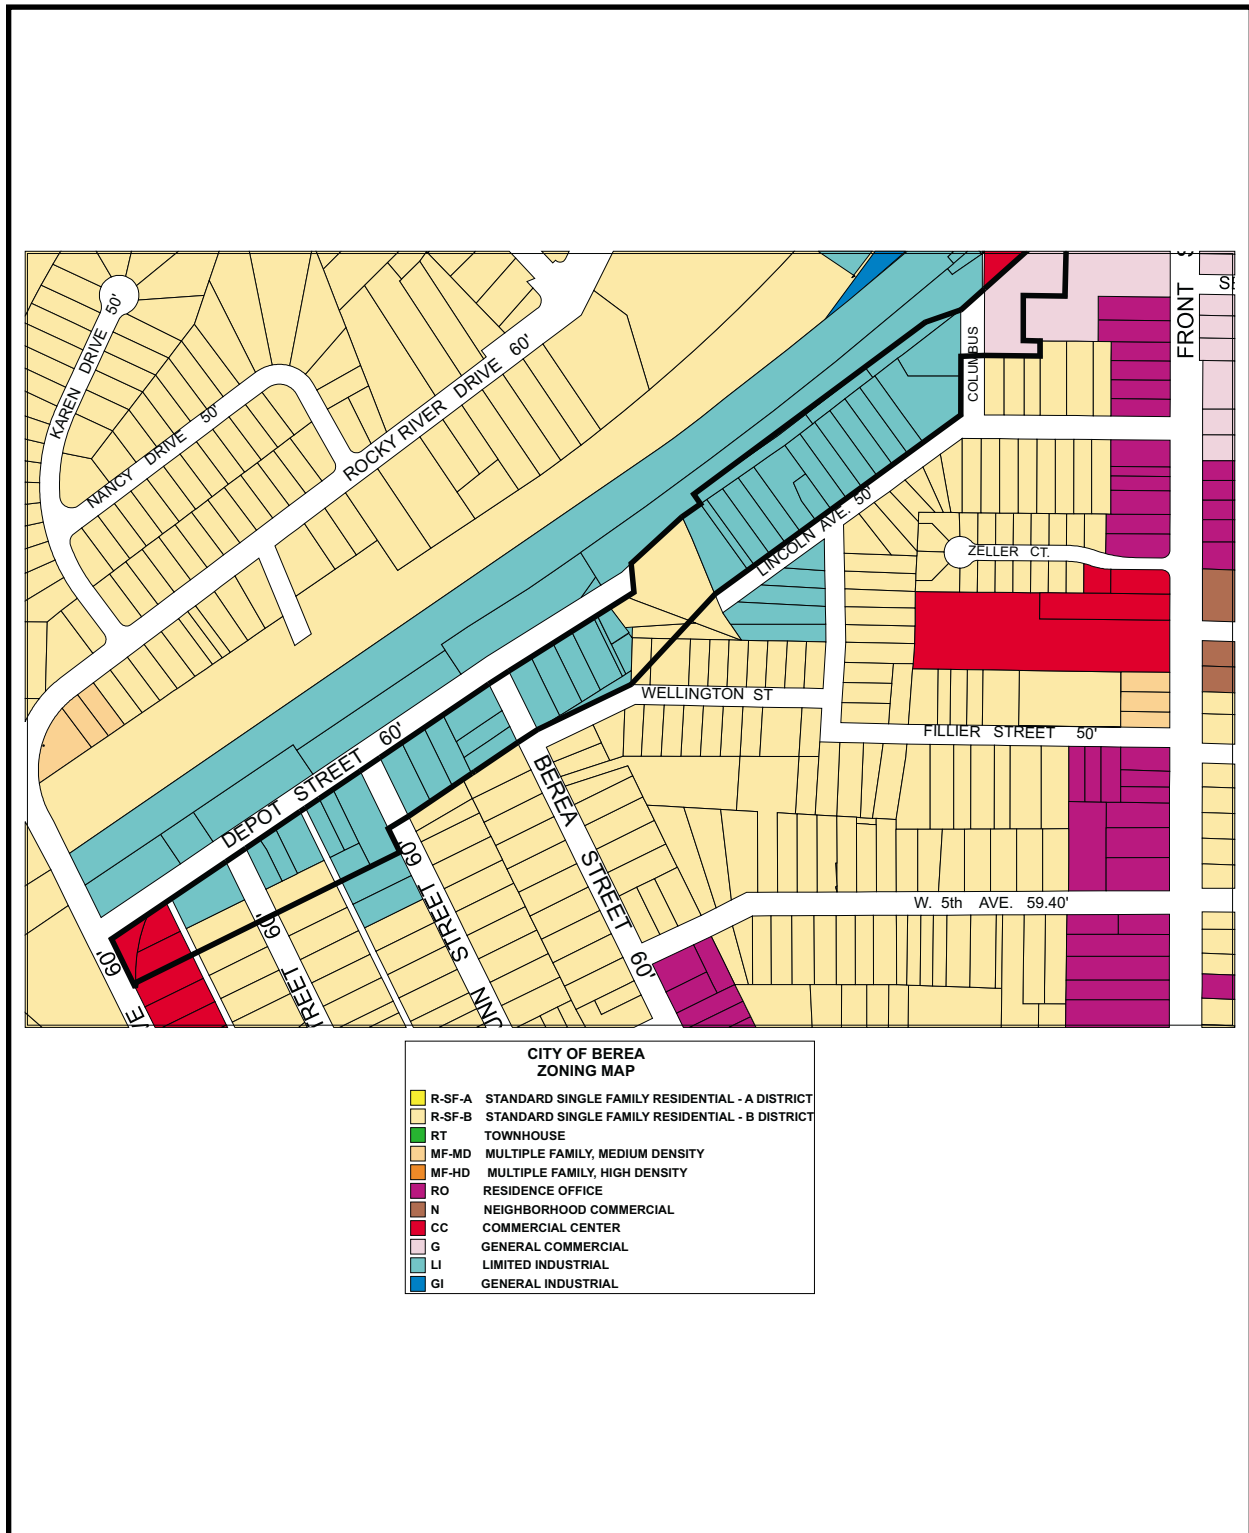 KAREN DRIVE 50'
NANCY DRIVE 50'
ROCKY RIVER DRIVE 60'
COLUMBUS
FRONT
LINCOLN AVE. 50'
ZELLER CT.
WELLINGTON ST
FILLIER STREET 50'
DEPOT STREET 60'
BEREA STREET 60'
W. 5th AVE. 59.40'
60'
60'
60'
STREET
CITY OF BEREA
ZONING MAP
R-SF-A STANDARD SINGLE FAMILY RESIDENTIAL - A DISTRICT
R-SF-B STANDARD SINGLE FAMILY RESIDENTIAL - B DISTRICT
RT TOWNHOUSE
MF-MD MULTIPLE FAMILY, MEDIUM DENSITY
MF-HD MULTIPLE FAMILY, HIGH DENSITY
RO RESIDENCE OFFICE
N NEIGHBORHOOD COMMERCIAL
CC COMMERCIAL CENTER
G GENERAL COMMERCIAL
LI LIMITED INDUSTRIAL
GI GENERAL INDUSTRIAL